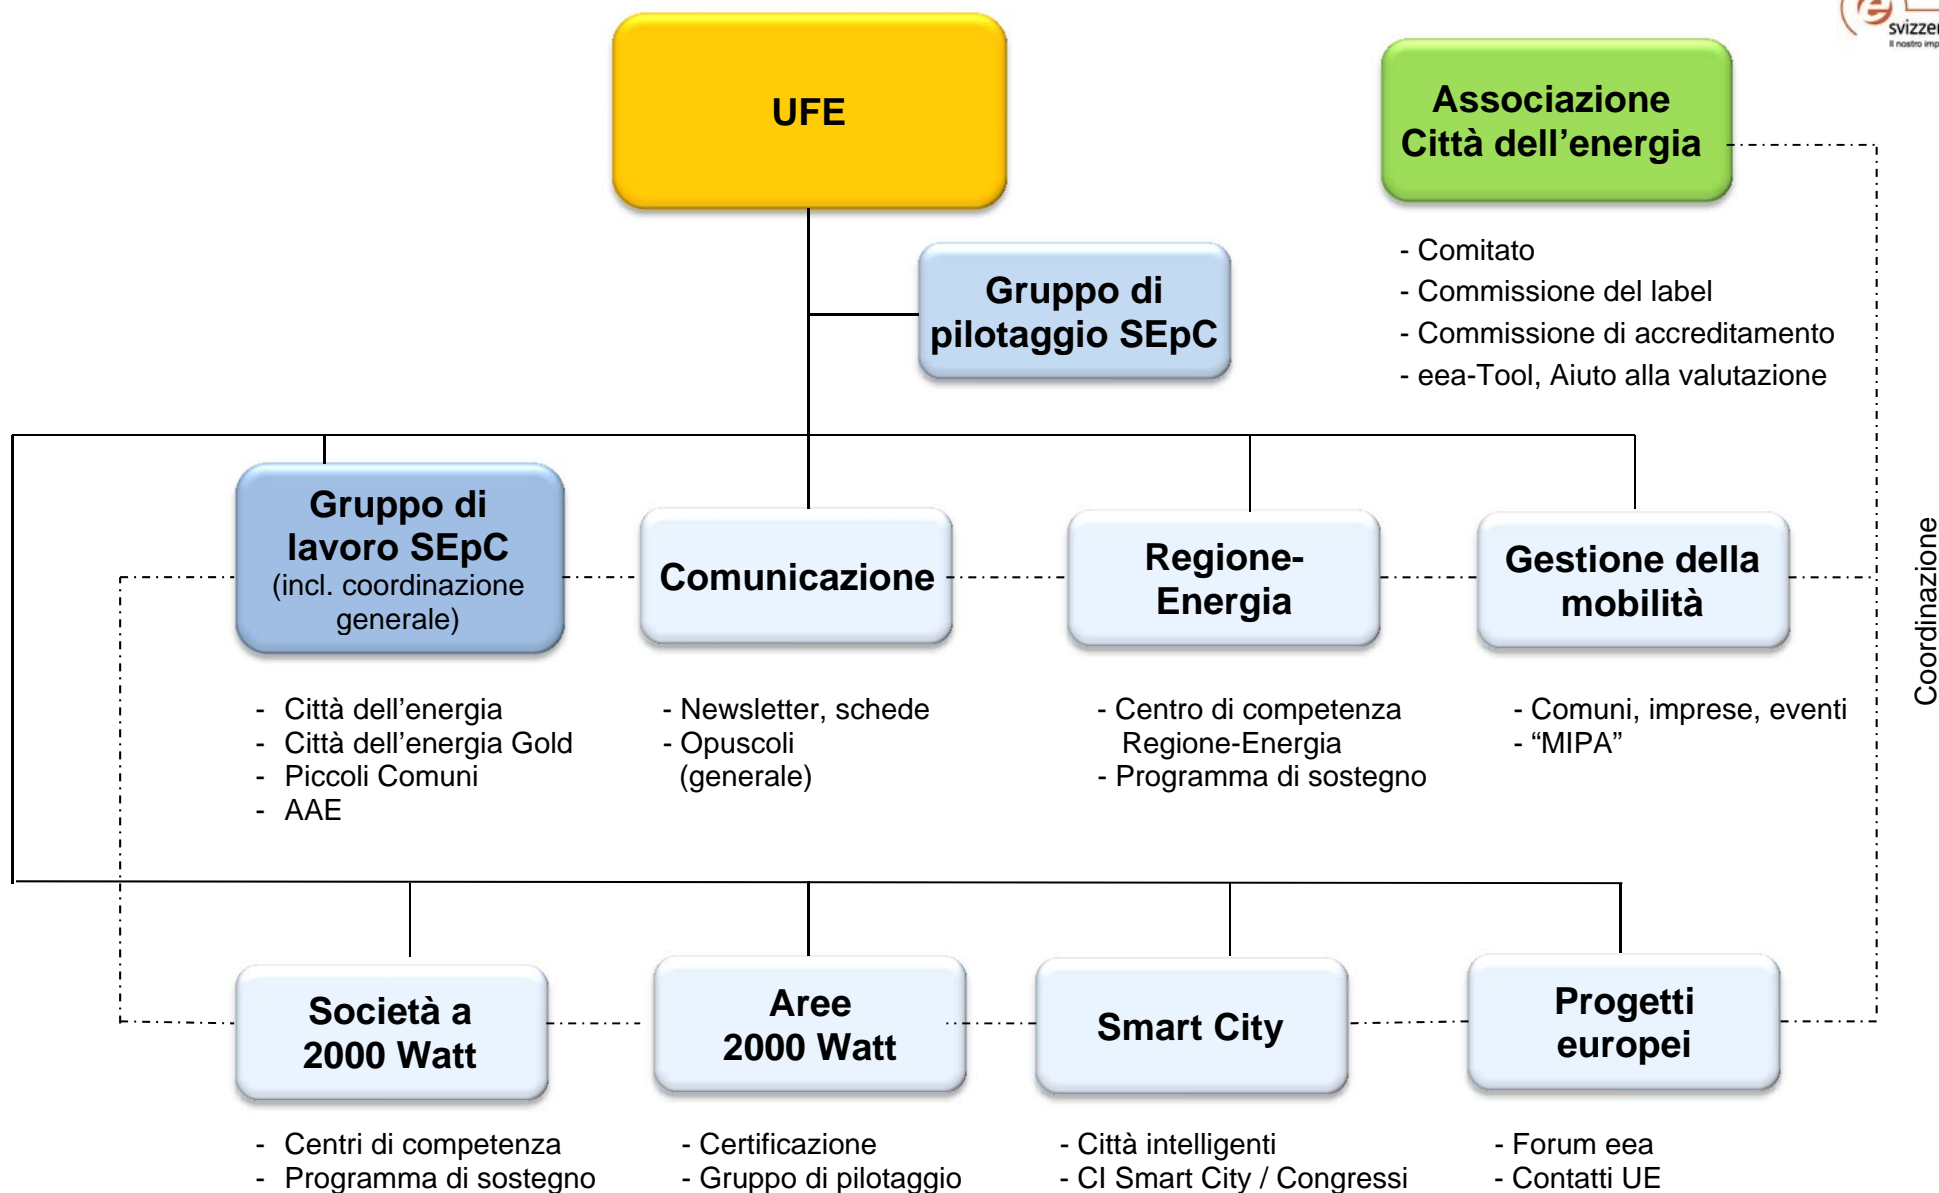 svizzer
Il nostro imp
UFE
Associazione
Città dell’energia
Gruppo di
pilotaggio SEpC
- Comitato
- Commissione del label
- Commissione di accreditamento
- eea-Tool, Aiuto alla valutazione
Gruppo di
lavoro SEpC
(incl. coordinazione
generale)
Comunicazione
Regione-
Energia
Gestione della
mobilità
Coordinazione
- Città dell’energia
- Città dell’energia Gold
- Piccoli Comuni
- AAE
- Newsletter, schede
- Opuscoli
(generale)
- Centro di competenza
Regione-Energia
- Programma di sostegno
- Comuni, imprese, eventi
- “MIPA”
Società a
2000 Watt
Aree
2000 Watt
Smart City
Progetti
europei
- Centri di competenza
- Programma di sostegno
- Certificazione
- Gruppo di pilotaggio
- Città intelligenti
- CI Smart City / Congressi
- Forum eea
- Contatti UE